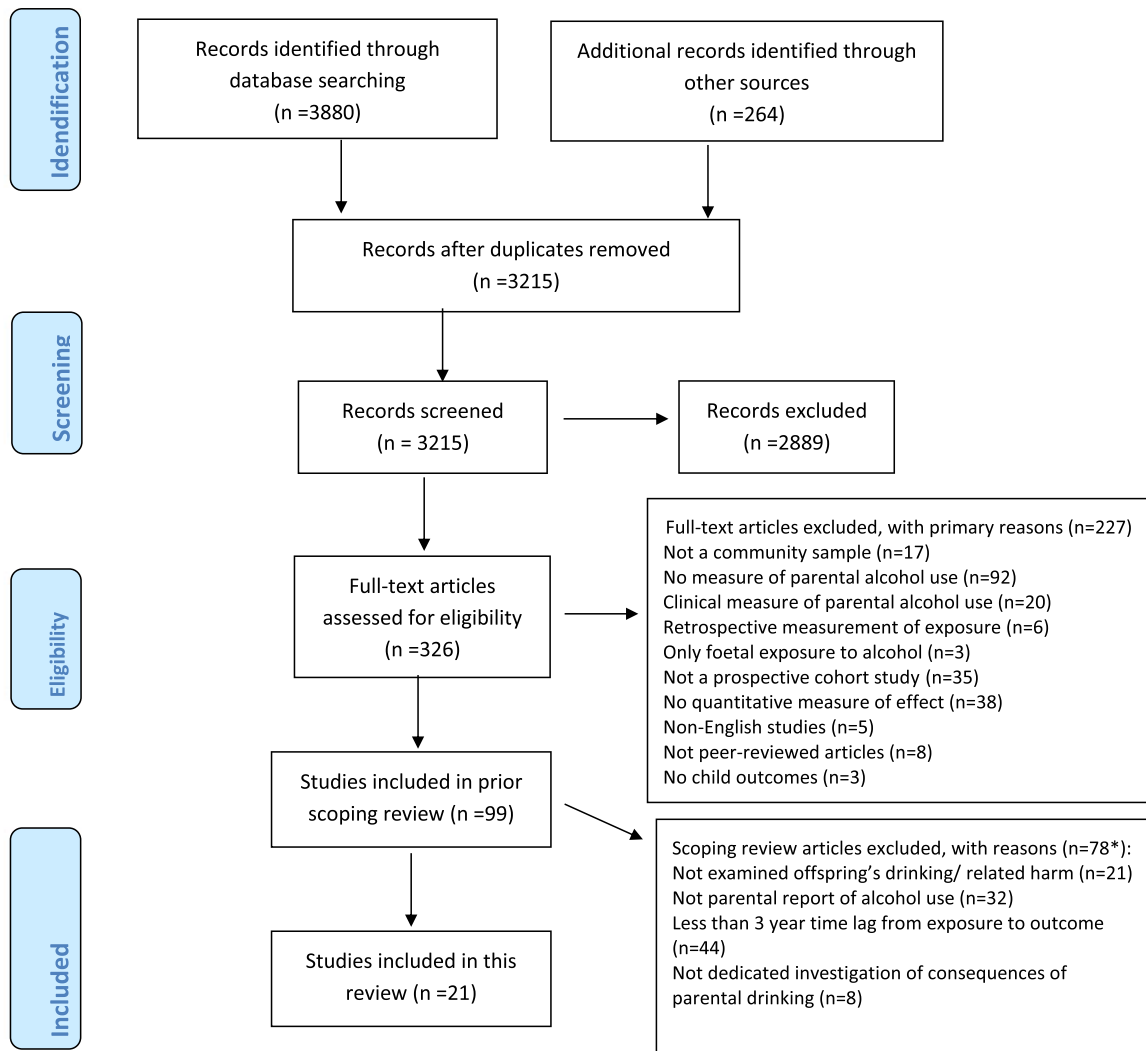 Idendification
Records identified through
database searching
(n =3880)
Additional records identified through
other sources
(n =264)
Records after duplicates removed
(n =3215)
Screening
Records screened
(n = 3215)
Records excluded
(n =2889)
Eligibility
Full-text articles
assessed for eligibility
(n =326)
Full-text articles excluded, with primary reasons (n=227)
Not a community sample (n=17)
No measure of parental alcohol use (n=92)
Clinical measure of parental alcohol use (n=20)
Retrospective measurement of exposure (n=6)
Only foetal exposure to alcohol (n=3)
Not a prospective cohort study (n=35)
No quantitative measure of effect (n=38)
Non-English studies (n=5)
Not peer-reviewed articles (n=8)
No child outcomes (n=3)
Studies included in prior
scoping review (n =99)
Included
Scoping review articles excluded, with reasons (n=78*):
Not examined offspring's drinking/ related harm (n=21)
Not parental report of alcohol use (n=32)
Less than 3 year time lag from exposure to outcome
(n=44)
Not dedicated investigation of consequences of
parental drinking (n=8)
Studies included in this
review (n =21)